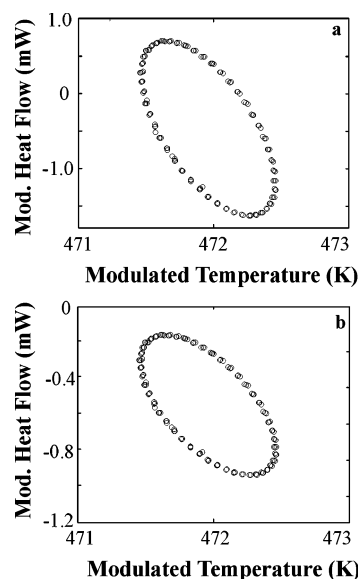 1.0
a
0
-1.0
Mod. Heat Flow (mW)
471
472
473
Modulated Temperature (K)
0
b
-0.4
-0.8
-1.2
Mod. Heat Flow (mW)
471
472
473
Modulated Temperature (K)